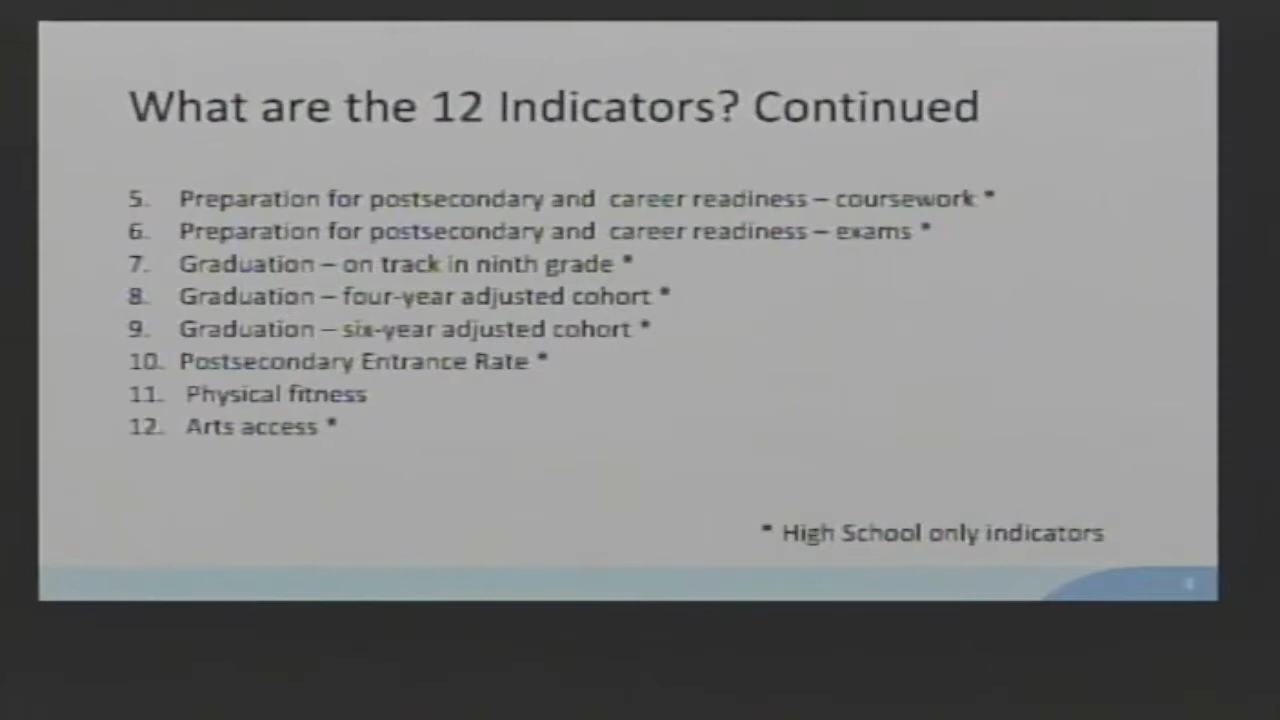 What are the 12 Indicators? Continued
5. Preparation for postsecondary and career readiness – coursework *
6. Preparation for postsecondary and career readiness – exams *
7. Graduation – on track in ninth grade *
8. Graduation – four-year adjusted cohort *
9. Graduation – six-year adjusted cohort *
10. Postsecondary Entrance Rate *
11. Physical fitness
12. Arts access *
* High School only indicators